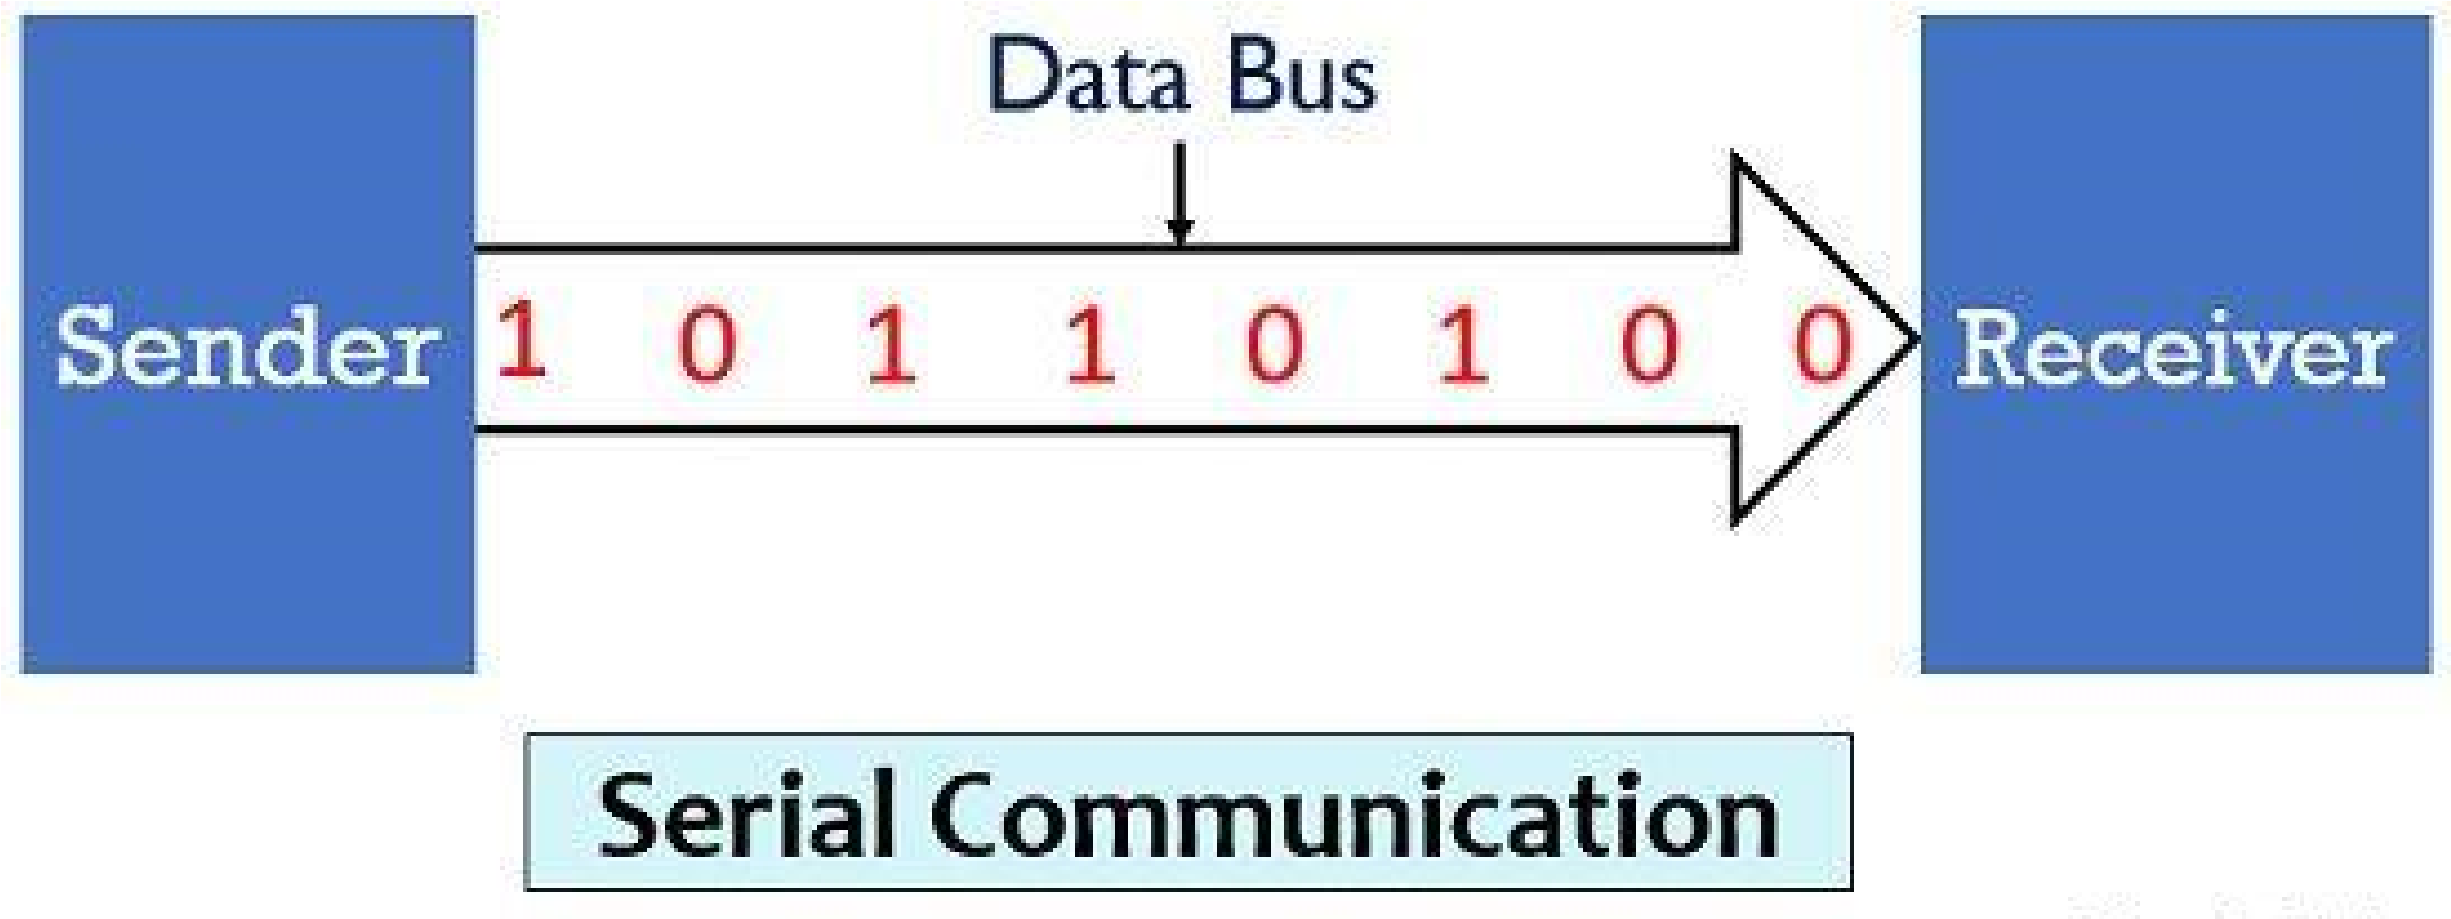 Data Bus
Sender 1 0 1 1 0 1 0 0 Receiver
Serial Communication